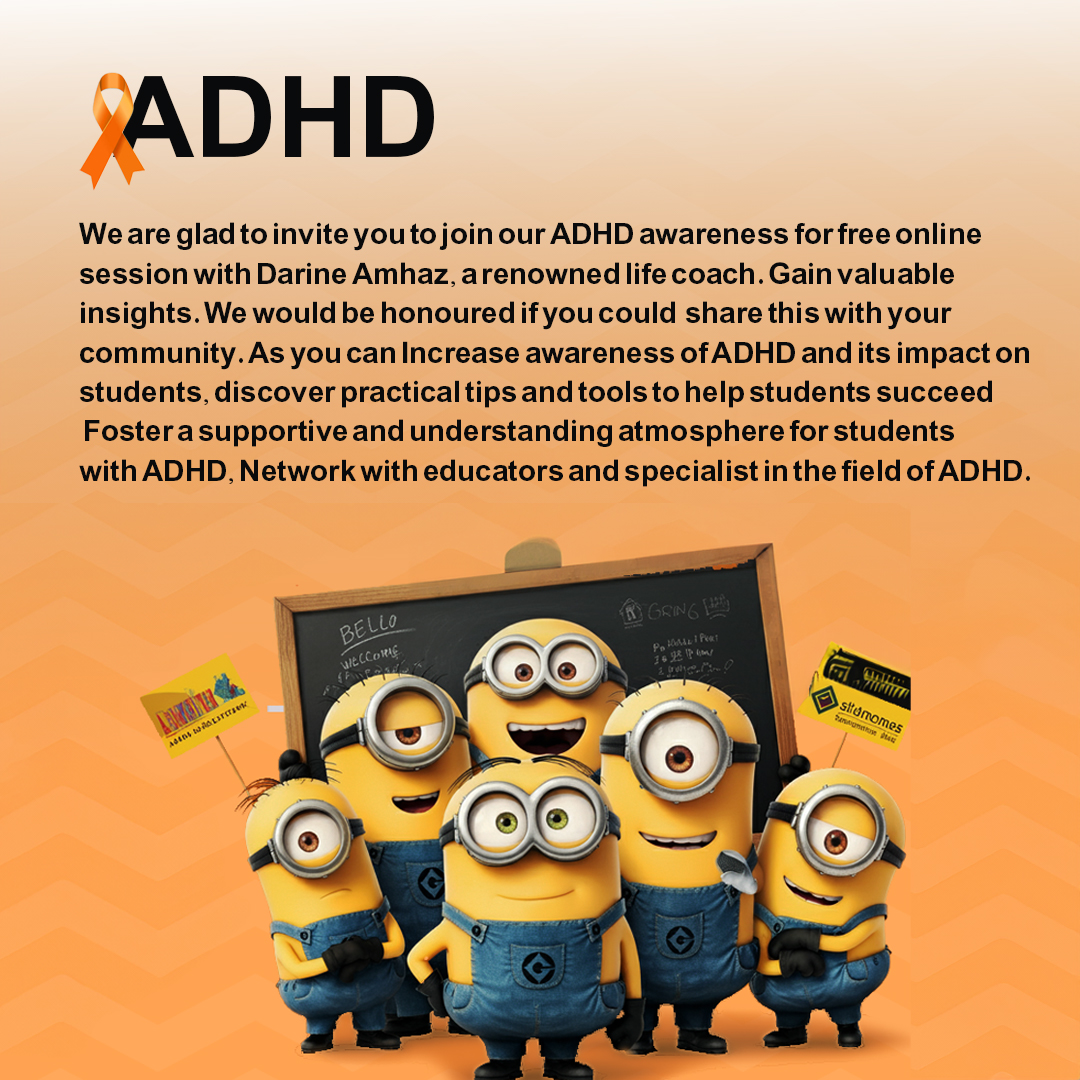 ADHD
We are glad to invite you to join our ADHD awareness for free online
session with Darine Amhaz, a renowned life coach. Gain valuable
insights. We would be honoured if you could share this with your
community. As you can Increase awareness of ADHD and its impact on
students, discover practical tips and tools to help students succeed
Foster a supportive and understanding atmosphere for students
with ADHD, Network with educators and specialist in the field of ADHD.
BELLO
GRING